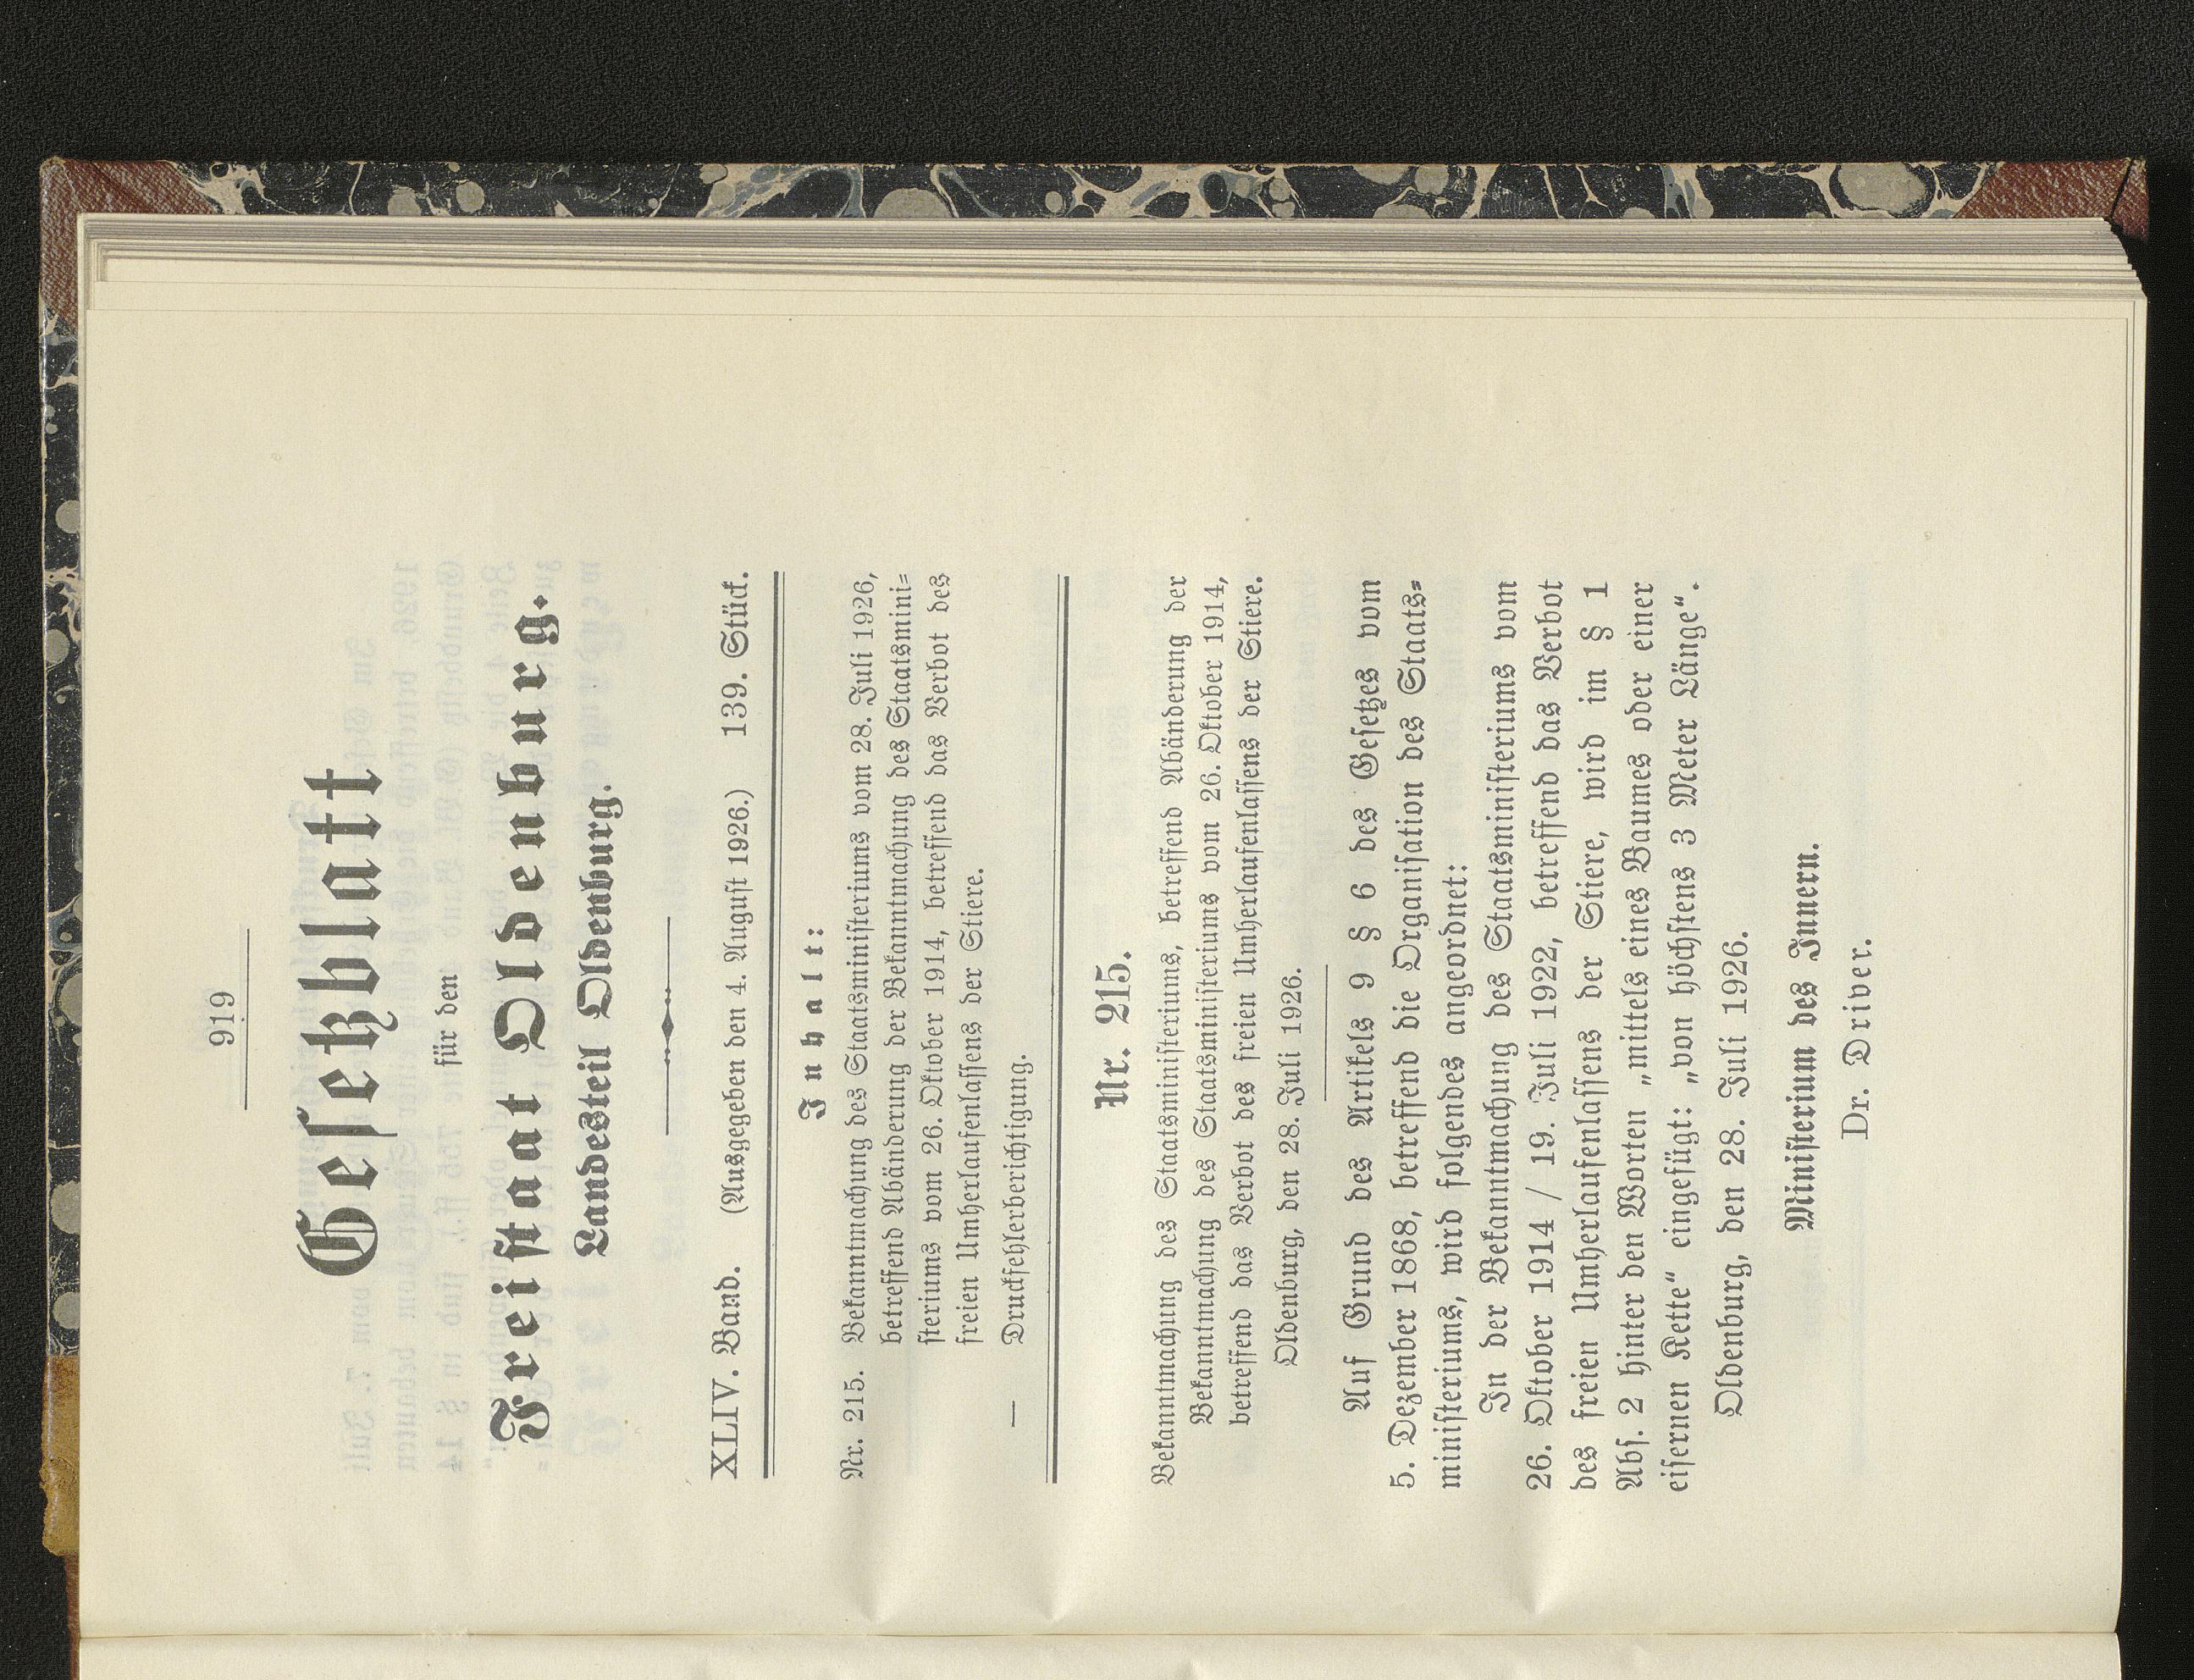 919
Gesetzblatt
für den
Freistaat Oldenburg.
Landesteil Oldenburg.
XLIV. Band. (Ausgegeben den 4. August 1926.) 139. Stück.
Inhalt:
Nr. 215. Bekanntmachung des Staatsministeriums vom 28. Juli 1926,
betreffend Abänderung der Bekanntmachung des Staatsmini-
steriums vom 26. Oktober 1914, betreffend das Verbot des
freien Umherlaufenlassens der Stiere.
— Druckfehlerberichtigung.
Nr. 215.
Bekanntmachung des Staatsministeriums, betreffend Abänderung der
Bekanntmachung des Staatsministeriums vom 26. Oktober 1914,
betreffend das Verbot des freien Umherlaufenlassens der Stiere.
Oldenburg, den 28. Juli 1926.
Auf Grund des Artikels 9 § 6 des Gesetzes vom
5. Dezember 1868, betreffend die Organisation des Staats-
ministeriums, wird folgendes angeordnet:
In der Bekanntmachung des Staatsministeriums vom
26. Oktober 1914 / 19. Juli 1922, betreffend das Verbot
des freien Umherlaufenlassens der Stiere, wird im § 1
Abs. 2 hinter den Worten „mittels eines Baumes oder einer
eisernen Kette“ eingefügt: „von höchstens 3 Meter Länge“.
Oldenburg, den 28. Juli 1926.
Ministerium des Innern.
Dr. Driver.